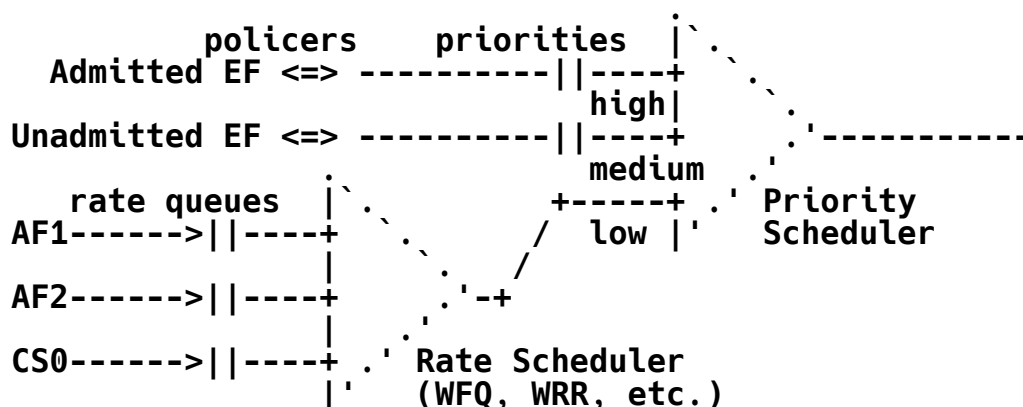 policers priorities
Admitted EF <=> ----------||----+
high|
Unadmitted EF <=> ----------||----+ .'-----------
medium
rate queues +-----+ .' Priority
AF1------>||----+ / low |' Scheduler
AF2------>||----+ .'-+
CS0------>||----+ .' Rate Scheduler
|' (WFQ, WRR, etc.)